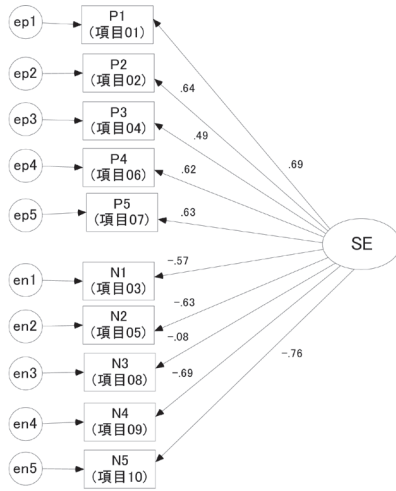 ep1
P1
(項目01)
ep2
P2
(項目02)
.64
ep3
P3
(項目04)
.49
.69
ep4
P4
(項目06)
.62
ep5
P5
(項目07)
.63
SE
en1
N1
(項目03)
-.57
en2
N2
(項目05)
-.63
-.08
en3
N3
(項目08)
-.69
-.76
en4
N4
(項目09)
en5
N5
(項目10)